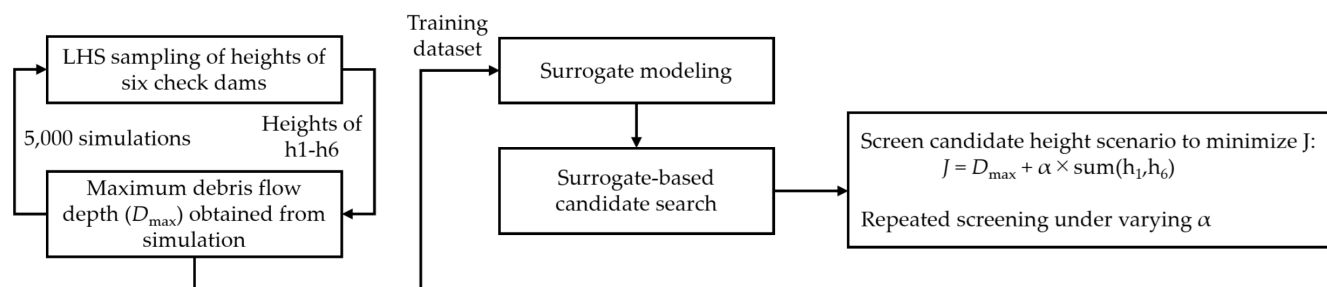 LHS sampling of heights of
six check dams
5,000 simulations
Heights of
h1-h6
Maximum debris flow
depth (D_max) obtained from
simulation
Training
dataset
Surrogate modeling
Surrogate-based
candidate search
Screen candidate height scenario to minimize J:
J = D_max + α × sum(h₁,h₆)
Repeated screening under varying α